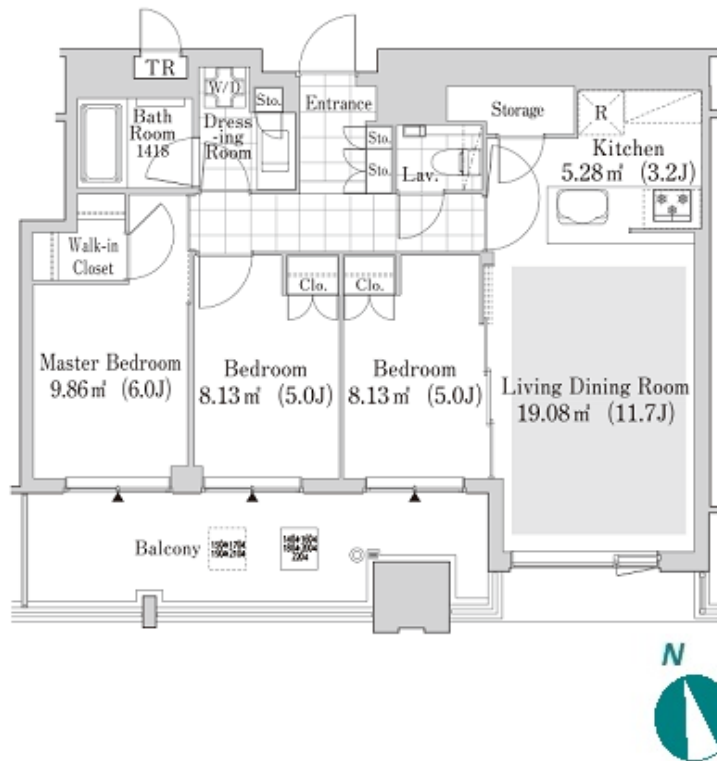 TR
W/D
Sto.
Bath
Room
1418
Dress
-ing
Room
Entrance
Sto.
Sto.
Lav.
Storage
R
Kitchen
5.28㎡ (3.2J)
Walk-in
Closet
Clo.
Clo.
Master Bedroom
9.86㎡ (6.0J)
Bedroom
8.13㎡ (5.0J)
Bedroom
8.13㎡ (5.0J)
Living Dining Room
19.08㎡ (11.7J)
Balcony
N